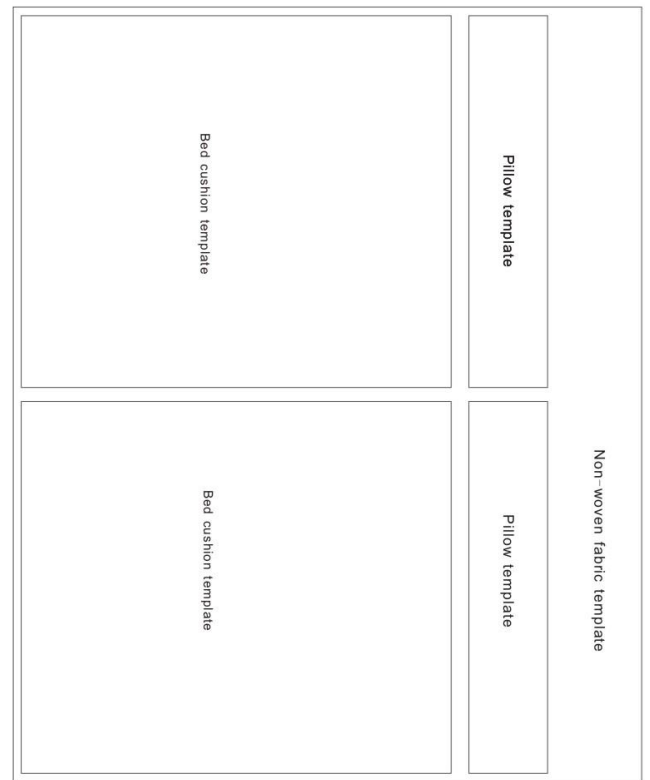 Bed cushion template
Pillow template
Bed cushion template
Pillow template
Non-woven fabric template